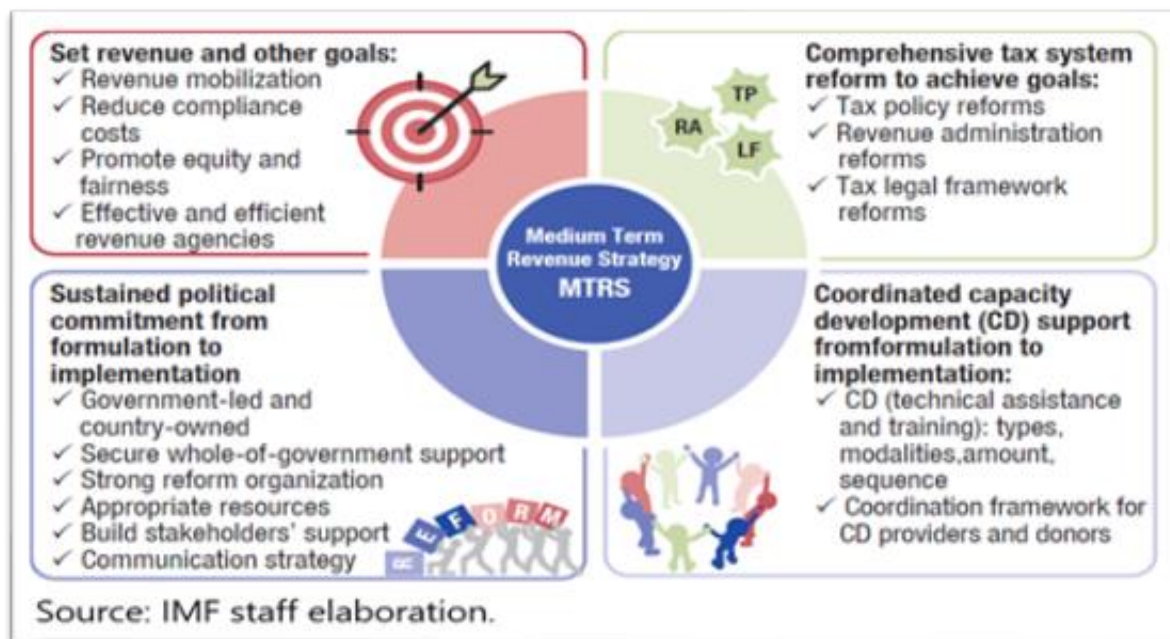 Set revenue and other goals:
✓ Revenue mobilization
✓ Reduce compliance
costs
✓ Promote equity and
fairness
✓ Effective and efficient
revenue agencies
TP
RA
LF
Comprehensive tax system
reform to achieve goals:
✓ Tax policy reforms
✓ Revenue administration
reforms
✓ Tax legal framework
reforms
Medium Term
Revenue Strategy
MTRS
Sustained political
commitment from
formulation to
implementation
✓ Government-led and
country-owned
✓ Secure whole-of-government support
✓ Strong reform organization
✓ Appropriate resources
✓ Build stakeholders' support
✓ Communication strategy
REFORM
Coordinated capacity
development (CD) support
fromformulation to
implementation:
✓ CD (technical assistance
and training): types,
modalities,amount,
sequence
✓ Coordination framework for
CD providers and donors
Source: IMF staff elaboration.